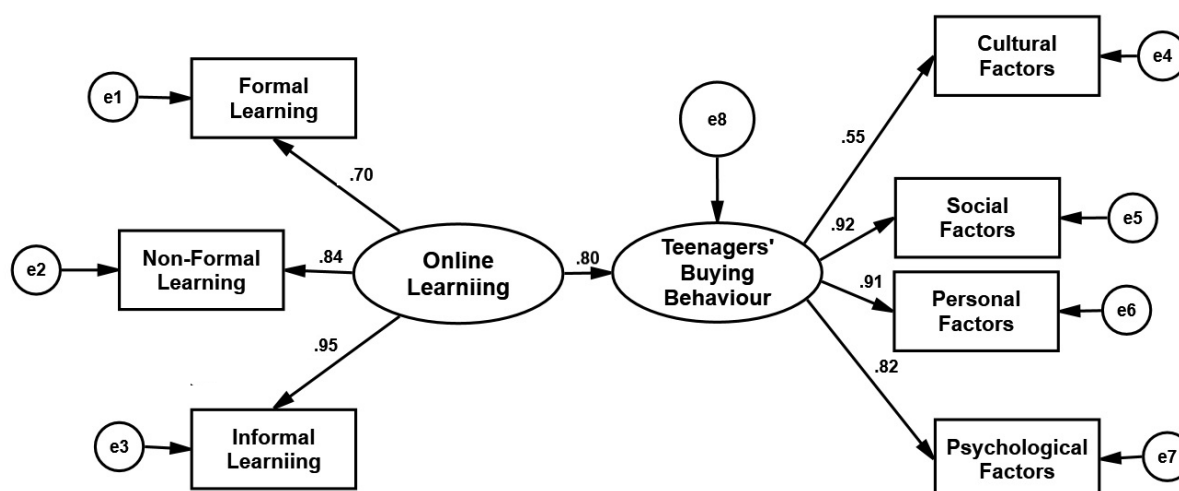 e1
Formal
Learning
.70
e2
Non-Formal
Learning
.84
Online
Learniing
.95
e3
Informal
Learniing
.80
e8
Teenagers'
Buying
Behaviour
.55
Cultural
Factors
e4
.92
Social
Factors
e5
.91
Personal
Factors
e6
.82
Psychological
Factors
e7